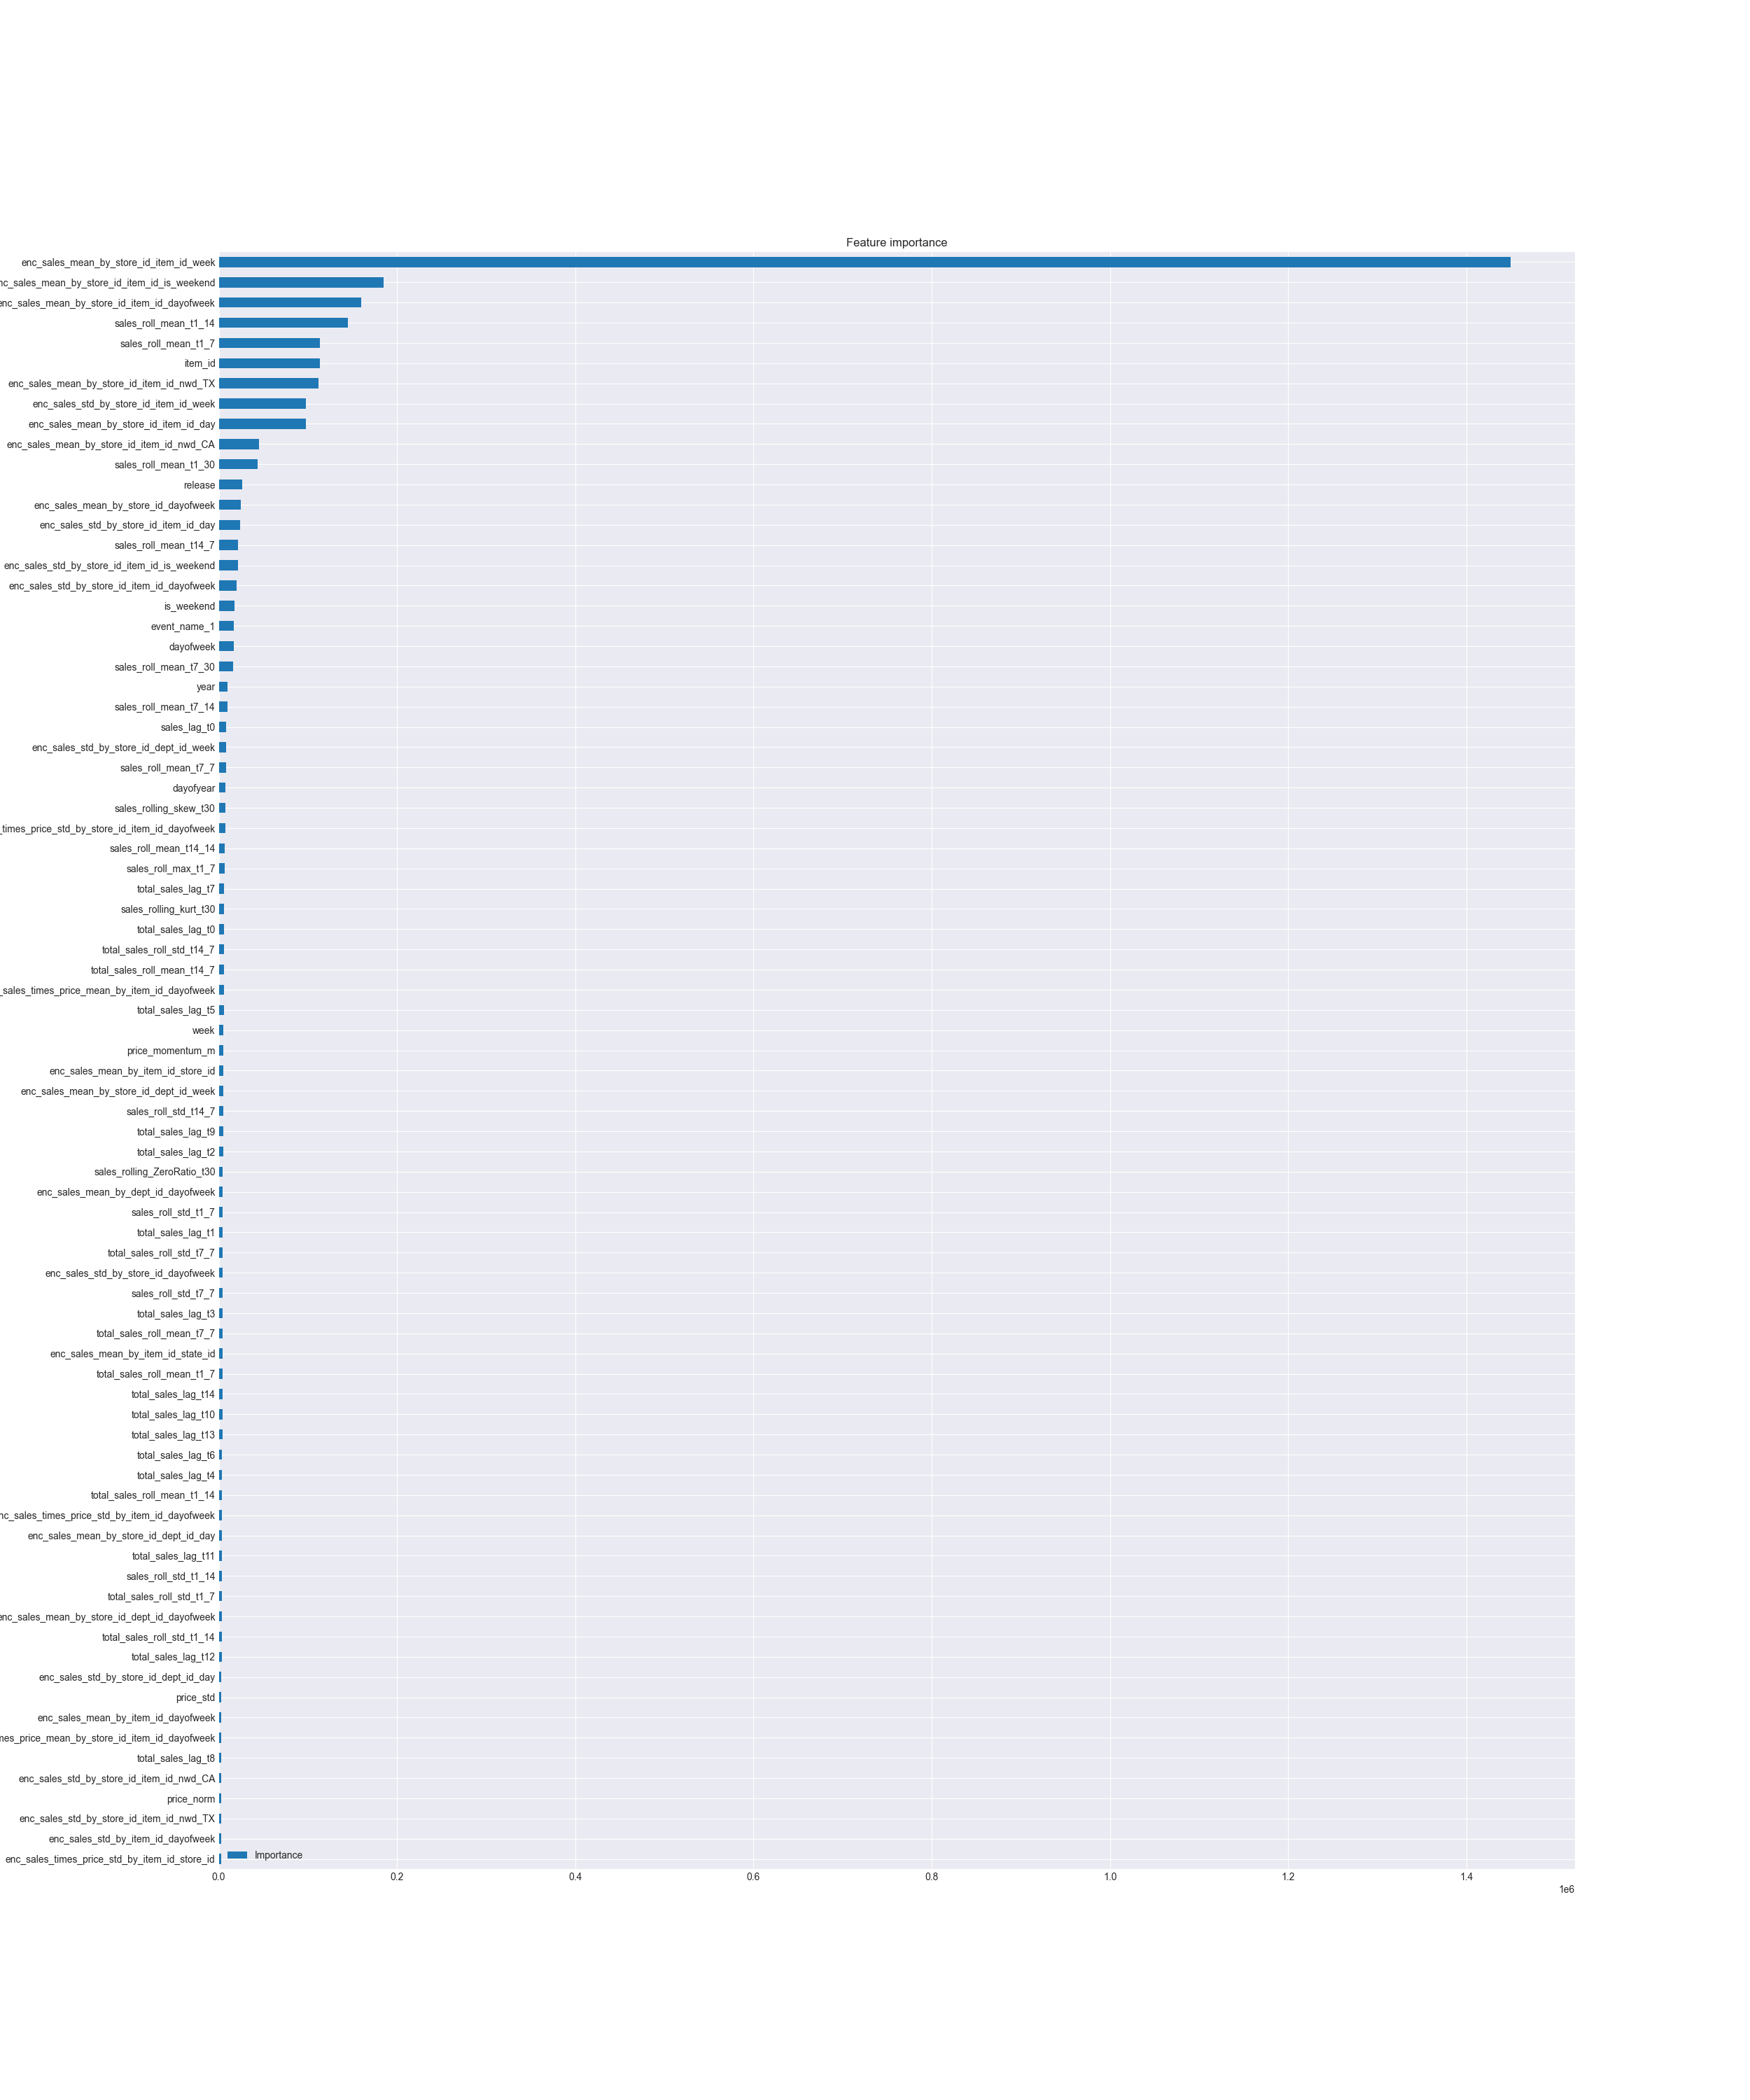 Feature importance
enc_sales_mean_by_store_id_item_id_week
nc_sales_mean_by_store_id_item_id_is_weekend
enc_sales_mean_by_store_id_item_id_dayofweek
sales_roll_mean_t1_14
sales_roll_mean_t1_7
item_id
enc_sales_mean_by_store_id_item_id_nwd_TX
enc_sales_std_by_store_id_item_id_week
enc_sales_mean_by_store_id_item_id_day
enc_sales_mean_by_store_id_item_id_nwd_CA
sales_roll_mean_t1_30
release
enc_sales_mean_by_store_id_dayofweek
enc_sales_std_by_store_id_item_id_day
sales_roll_mean_t14_7
enc_sales_std_by_store_id_item_id_is_weekend
enc_sales_std_by_store_id_item_id_dayofweek
is_weekend
event_name_1
dayofweek
sales_roll_mean_t7_30
year
sales_roll_mean_t7_14
sales_lag_t0
enc_sales_std_by_store_id_dept_id_week
sales_roll_mean_t7_7
dayofyear
sales_rolling_skew_t30
_times_price_std_by_store_id_item_id_dayofweek
sales_roll_mean_t14_14
sales_roll_max_t1_7
total_sales_lag_t7
sales_rolling_kurt_t30
total_sales_lag_t0
total_sales_roll_std_t14_7
total_sales_roll_mean_t14_7
_sales_times_price_mean_by_item_id_dayofweek
total_sales_lag_t5
week
price_momentum_m
enc_sales_mean_by_item_id_store_id
enc_sales_mean_by_store_id_dept_id_week
sales_roll_std_t14_7
total_sales_lag_t9
total_sales_lag_t2
sales_rolling_ZeroRatio_t30
enc_sales_mean_by_dept_id_dayofweek
sales_roll_std_t1_7
total_sales_lag_t1
total_sales_roll_std_t7_7
enc_sales_std_by_store_id_dayofweek
sales_roll_std_t7_7
total_sales_lag_t3
total_sales_roll_mean_t7_7
enc_sales_mean_by_item_id_state_id
total_sales_roll_mean_t1_7
total_sales_lag_t14
total_sales_lag_t10
total_sales_lag_t13
total_sales_lag_t6
total_sales_lag_t4
total_sales_roll_mean_t1_14
nc_sales_times_price_std_by_item_id_dayofweek
enc_sales_mean_by_store_id_dept_id_day
total_sales_lag_t11
sales_roll_std_t1_14
total_sales_roll_std_t1_7
enc_sales_mean_by_store_id_dept_id_dayofweek
total_sales_roll_std_t1_14
total_sales_lag_t12
enc_sales_std_by_store_id_dept_id_day
price_std
enc_sales_mean_by_item_id_dayofweek
mes_price_mean_by_store_id_item_id_dayofweek
total_sales_lag_t8
enc_sales_std_by_store_id_item_id_nwd_CA
price_norm
enc_sales_std_by_store_id_item_id_nwd_TX
enc_sales_std_by_item_id_dayofweek
enc_sales_times_price_std_by_item_id_store_id
Importance
0.0 0.2 0.4 0.6 0.8 1.0 1.2 1.4
1e6